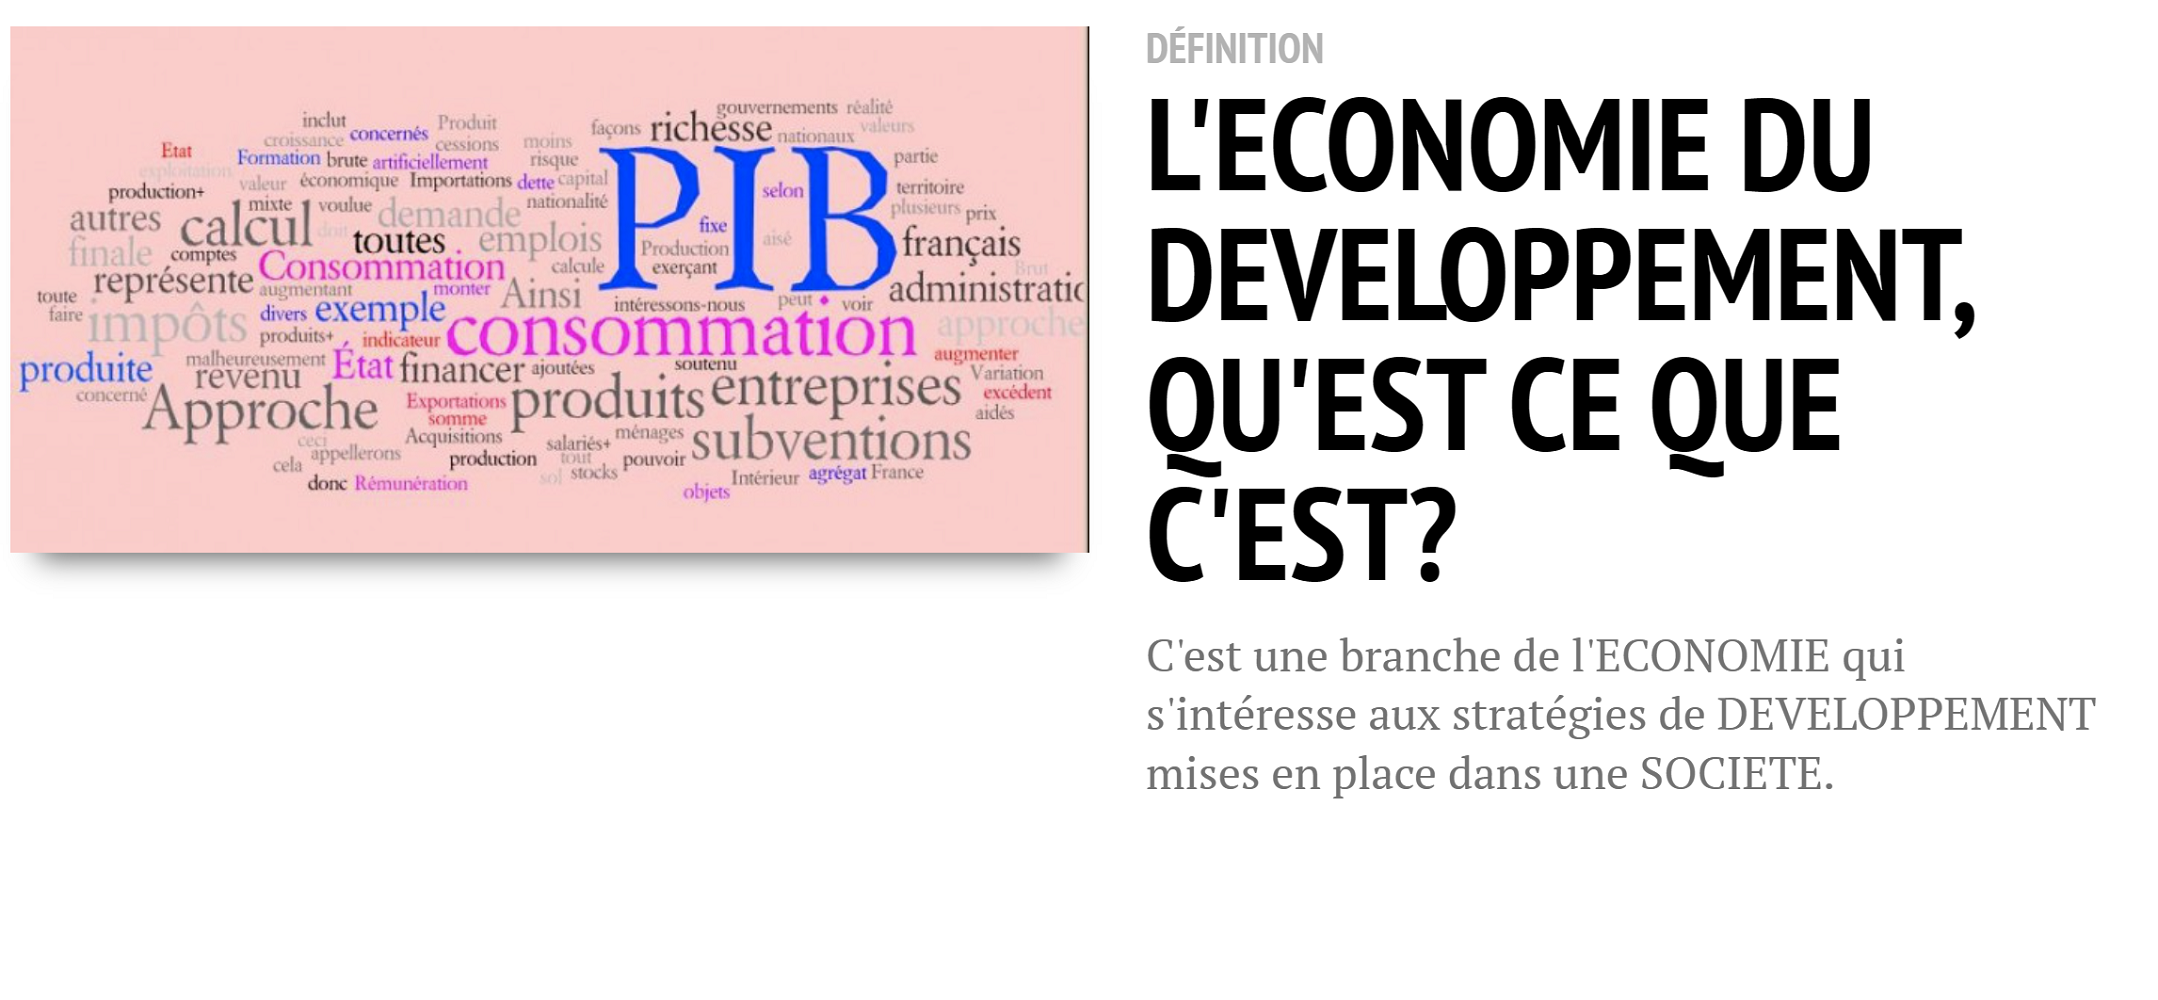 gouvernements réalité
inclut Produit façons richesse nationaux valeurs
croissance concernés cessions moins
Etat Formation brute artificiellement risque PIB partie
exploitation valeur économique Importations dette capital selon territoire
production+ mixte voulue demande nationalité plusieurs prix
autres calcul doit toutes emplois fixe aisé français
finale comptes Consommation calcule Production exerçant Brut
représente augmentant monter Ainsi administratic
toute faire impôts divers exemple intéressons-nous peut voir
produits+ indicateur consommation approche
produite malheureusement État financer ajoutées soutenu augmenter
revenu Variation
concerné Approche Exportations produits entreprises excédent
somme aidés
ceci appellerons Acquisitions salariés+ ménages subventions
cela production tout pouvoir
sol stocks Intérieur agrégat France
donc Rémunération objets
DÉFINITION
L'ECONOMIE DU
DEVELOPPEMENT,
QU'EST CE QUE
C'EST?
C'est une branche de l'ECONOMIE qui
s'intéresse aux stratégies de DEVELOPPEMENT
mises en place dans une SOCIETE.